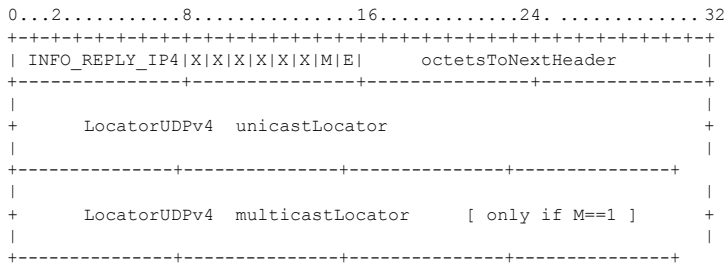 0...2...........8...............16.............24. .............. 32
+-+-+-+-+-+-+-+-+-+-+-+-+-+-+-+-+-+-+-+-+-+-+-+-+-+-+-+-+-+-+-+-+
| INFO_REPLY_IP4|X|X|X|X|X|X|M|E|     octetsToNextHeader        |
+---------------+---------------+---------------+---------------+
|                                                               |
+      LocatorUDPv4  unicastLocator                             +
|                                                               |
+---------------+---------------+---------------+--------------+
|                                                               |
+      LocatorUDPv4  multicastLocator     [ only if M==1 ]      +
|                                                               |
+---------------+---------------+---------------+--------------+